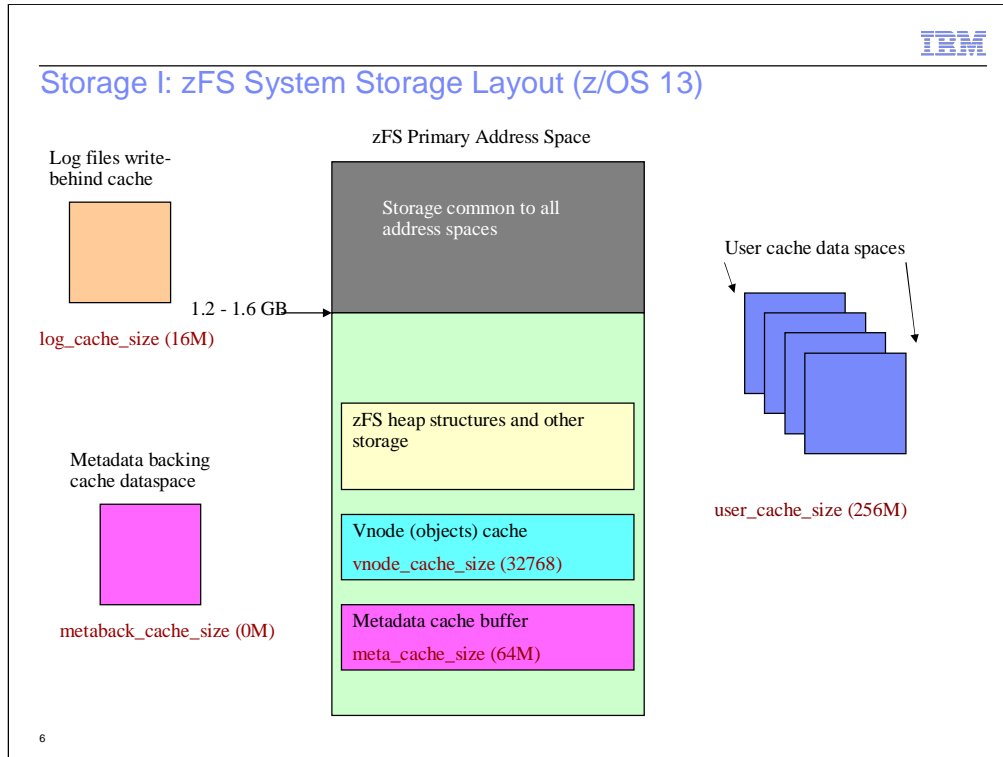 IBM
Storage I: zFS System Storage Layout (z/OS 13)
zFS Primary Address Space
Log files write-
behind cache
Storage common to all
address spaces
User cache data spaces
1.2 - 1.6 GB
log_cache_size (16M)
zFS heap structures and other
storage
Metadata backing
cache dataspace
user_cache_size (256M)
Vnode (objects) cache
vnode_cache_size (32768)
Metadata cache buffer
metaback_cache_size (0M)
meta_cache_size (64M)
6